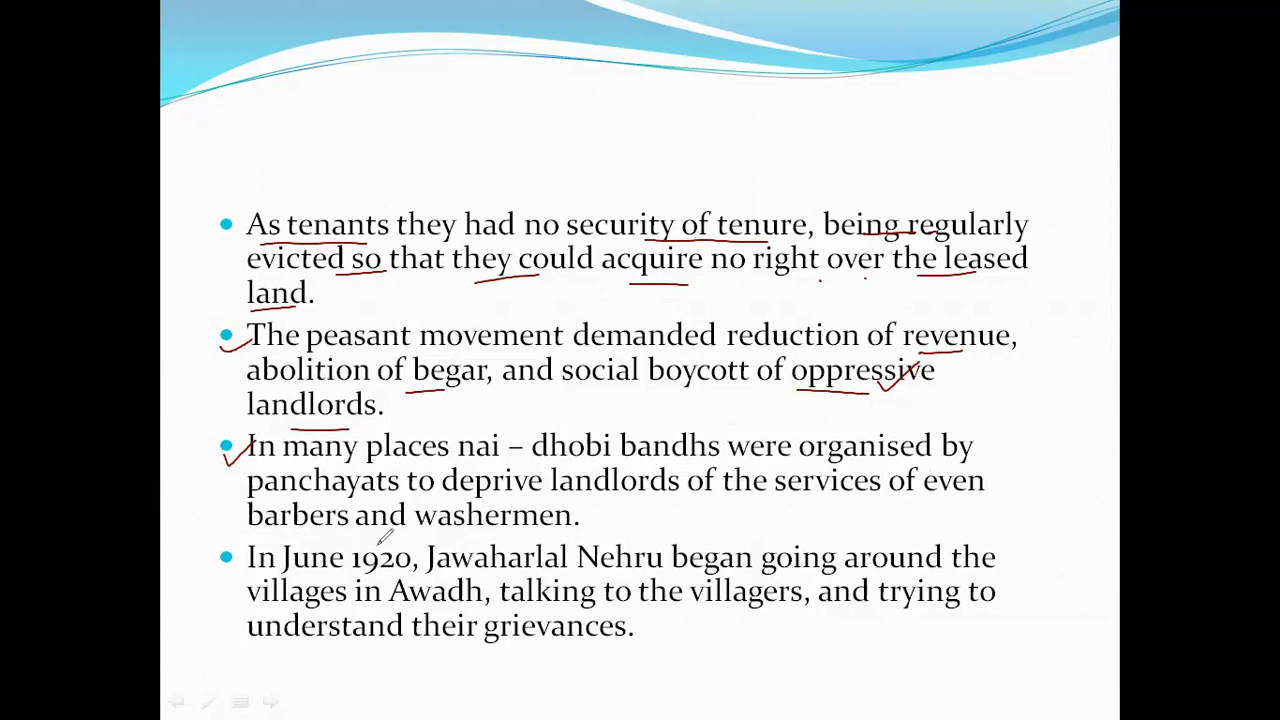 As tenants they had no security of tenure, being regularly
evicted so that they could acquire no right over the leased
land.
The peasant movement demanded reduction of revenue,
abolition of begar, and social boycott of oppressive
landlords.
In many places nai – dhobi bandhs were organised by
panchayats to deprive landlords of the services of even
barbers and washermen.
In June 1920, Jawaharlal Nehru began going around the
villages in Awadh, talking to the villagers, and trying to
understand their grievances.